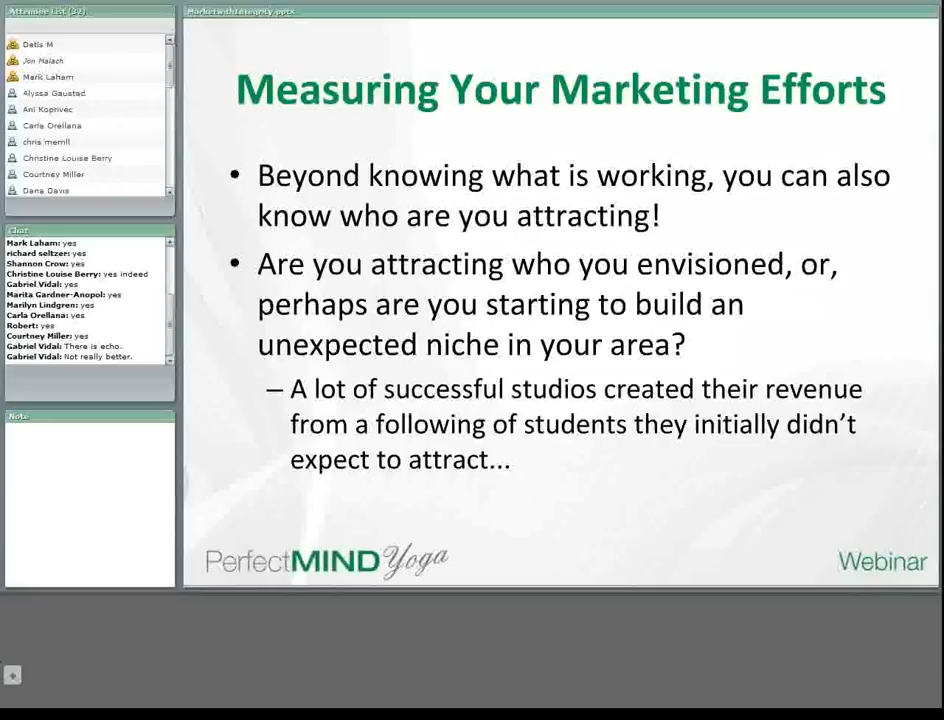 Attendee List (32)
Datis M
Jon Malach
Mark Laham
Alyssa Gaustad
Ani Koprivec
Carla Orellana
chris merrill
Christine Louise Berry
Courtney Miller
Dana Davis
Chat
Mark Laham: yes
richard seltzer: yes
Shannon Crow: yes
Christine Louise Berry: yes indeed
Gabriel Vidal: yes
Marita Gardner-Anopol: yes
Marilyn Lindgren: yes
Carla Orellana: yes
Robert: yes
Courtney Miller: yes
Gabriel Vidal: There is echo.
Gabriel Vidal: Not really better.
Note
MarketwithIntegrity.pptx
Measuring Your Marketing Efforts
• Beyond knowing what is working, you can also
know who are you attracting!
• Are you attracting who you envisioned, or,
perhaps are you starting to build an
unexpected niche in your area?
– A lot of successful studios created their revenue
from a following of students they initially didn't
expect to attract...
PerfectMIND Yoga
Webinar